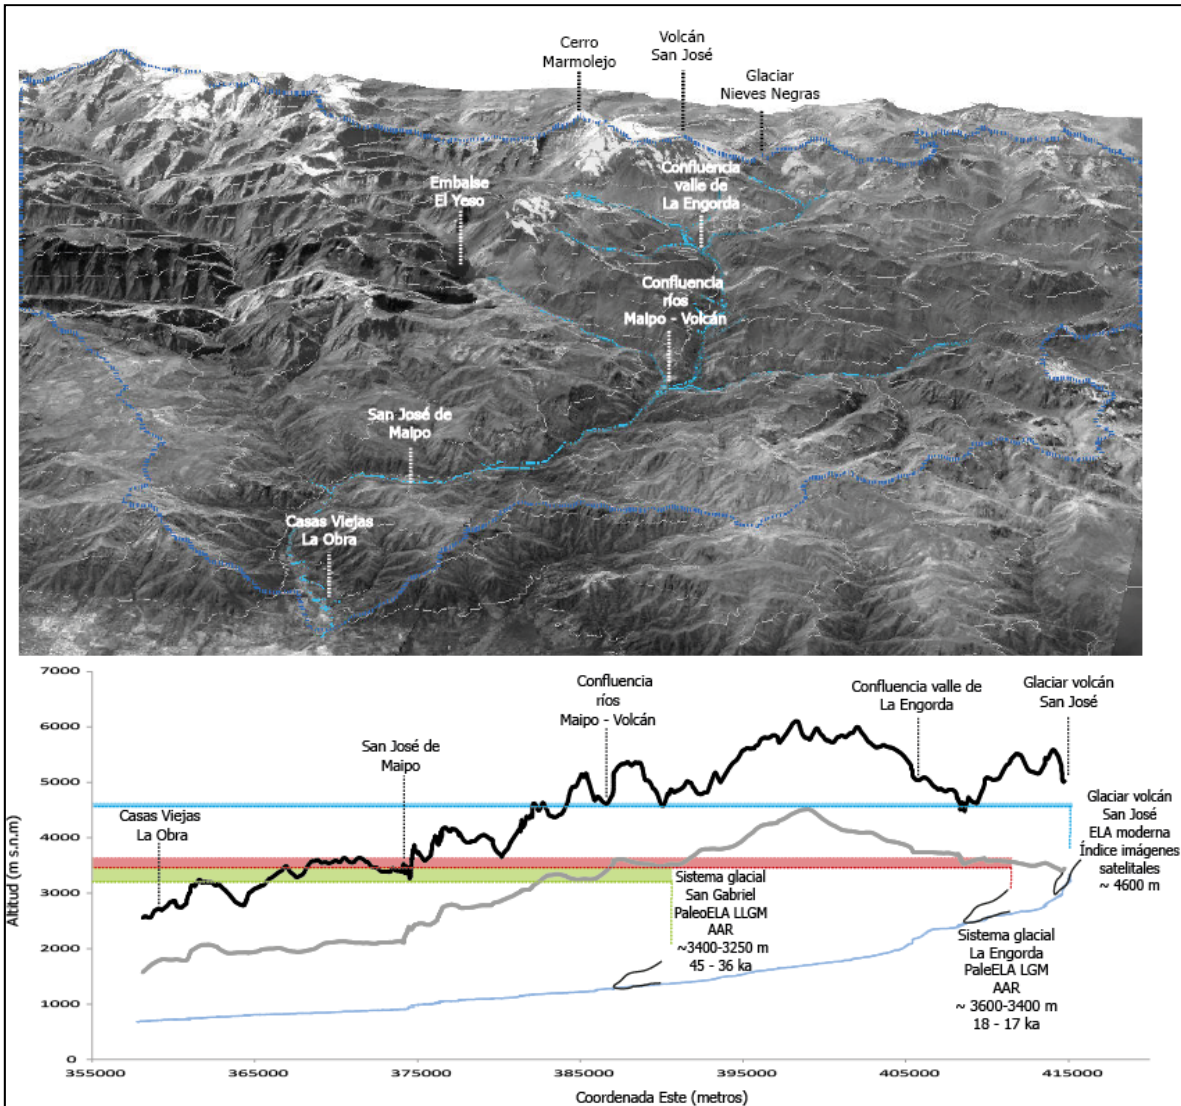 Cerro
Marmolejo
Volcán
San José
Glaciar
Nieves Negras
Embalse
El Yeso
Confluencia
valle de
La Engorda
Confluencia
ríos
Maipo - Volcán
San José de
Maipo
Casas Viejas
La Obra
7000
6000
5000
4000
3000
2000
1000
0
Altitud (m s.n.m)
Casas Viejas
La Obra
San José de
Maipo
Confluencia
ríos
Maipo - Volcán
Confluencia valle de
La Engorda
Glaciar volcán
San José
Glaciar volcán
San José
ELA moderna
Índice imágenes
satelitales
~ 4600 m
Sistema glacial
San Gabriel
PaleoELA LLGM
AAR
~3400-3250 m
45 - 36 ka
Sistema glacial
La Engorda
PaleELA LGM
AAR
~ 3600-3400 m
18 - 17 ka
355000
365000
375000
385000
395000
405000
415000
Coordenada Este (metros)